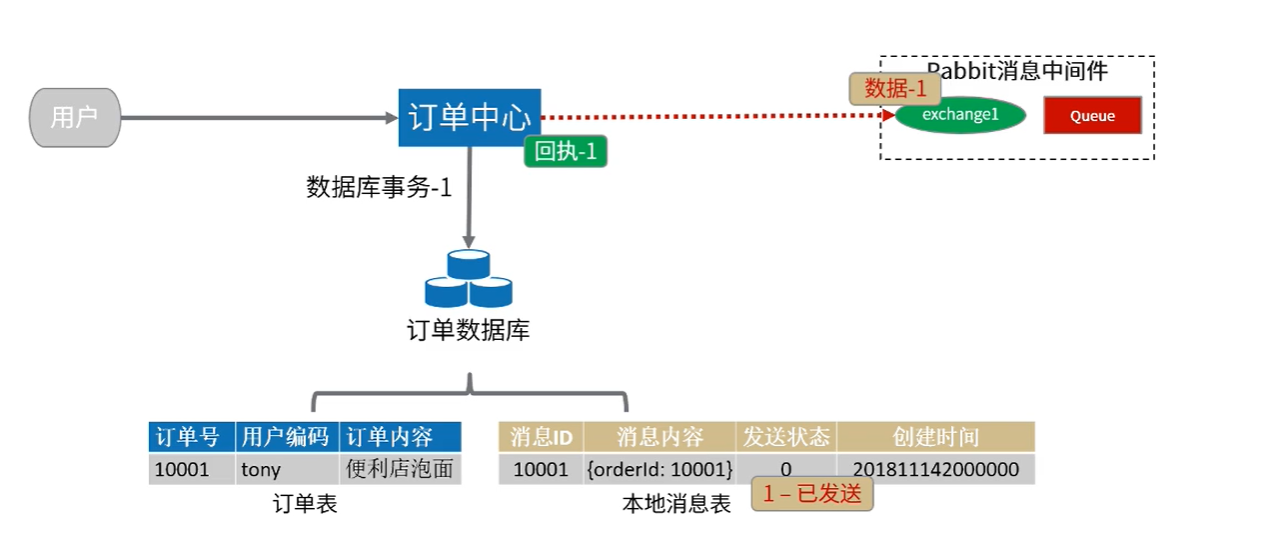 Rabbit消息中间件
数据-1
用户
订单中心
exchange1
Queue
回执-1
数据库事务-1
订单数据库
订单号 用户编码 订单内容
10001 tony 便利店泡面
订单表
消息ID 消息内容 发送状态 创建时间
10001 {orderId: 10001} 0 201811142000000
1 – 已发送
本地消息表